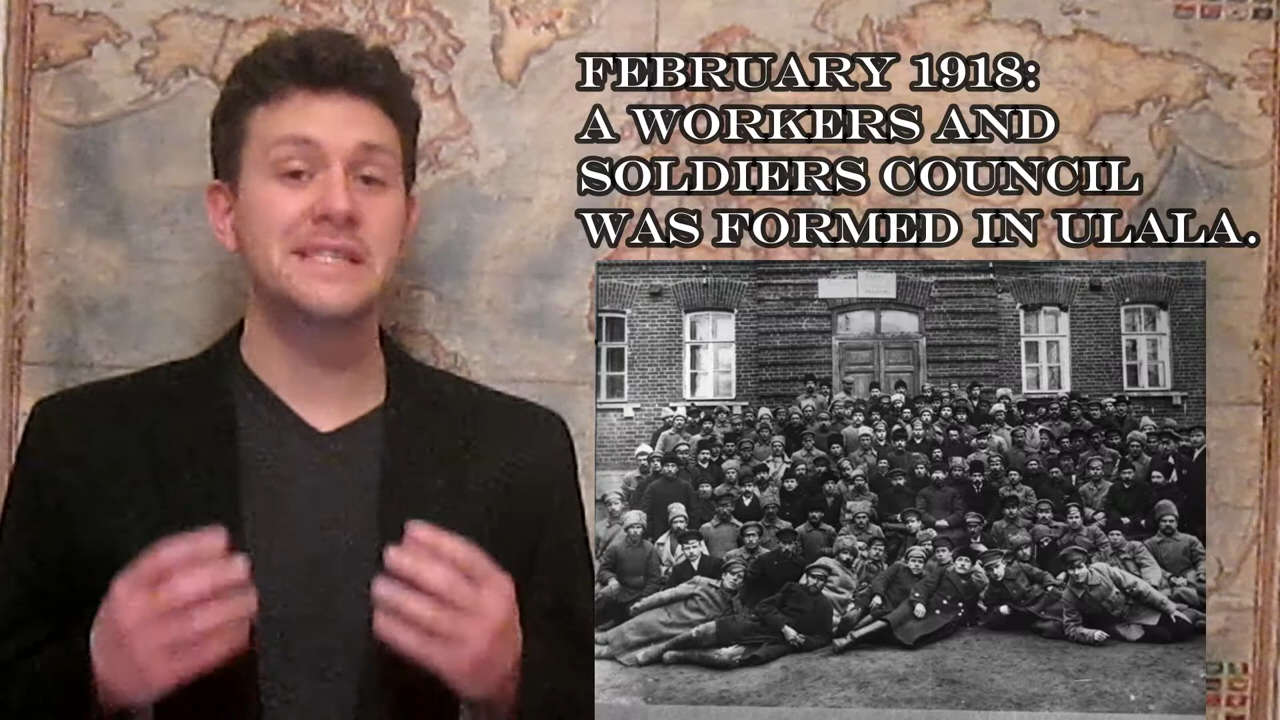 FEBRUARY 1918:
A WORKERS AND
SOLDIERS COUNCIL
WAS FORMED IN ULALA.